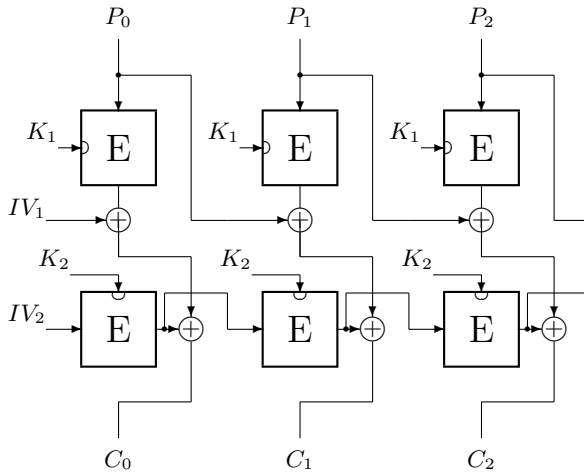 P₀ P₁ P₂
K₁ E K₁ E K₁ E
IV₁
K₂ K₂ K₂
IV₂ E E E
C₀ C₁ C₂